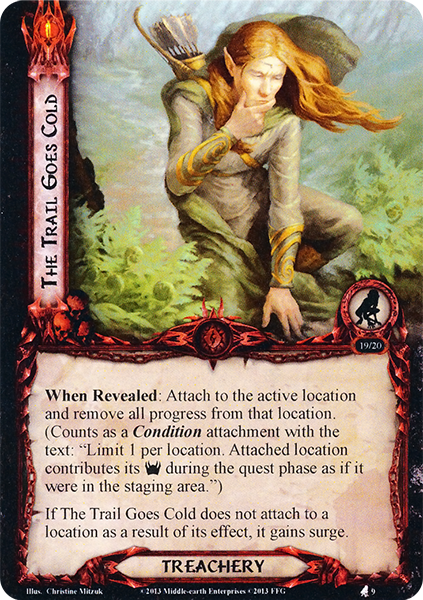 THE TRAIL GOES COLD
19/20
When Revealed: Attach to the active location
and remove all progress from that location.
(Counts as a Condition attachment with the
text: “Limit 1 per location. Attached location
contributes its during the quest phase as if it
were in the staging area.”)
If The Trail Goes Cold does not attach to a
location as a result of its effect, it gains surge.
TREACHERY
Illus. Christine Mitzuk ©2013 Middle-earth Enterprises ©2013 FFG 9